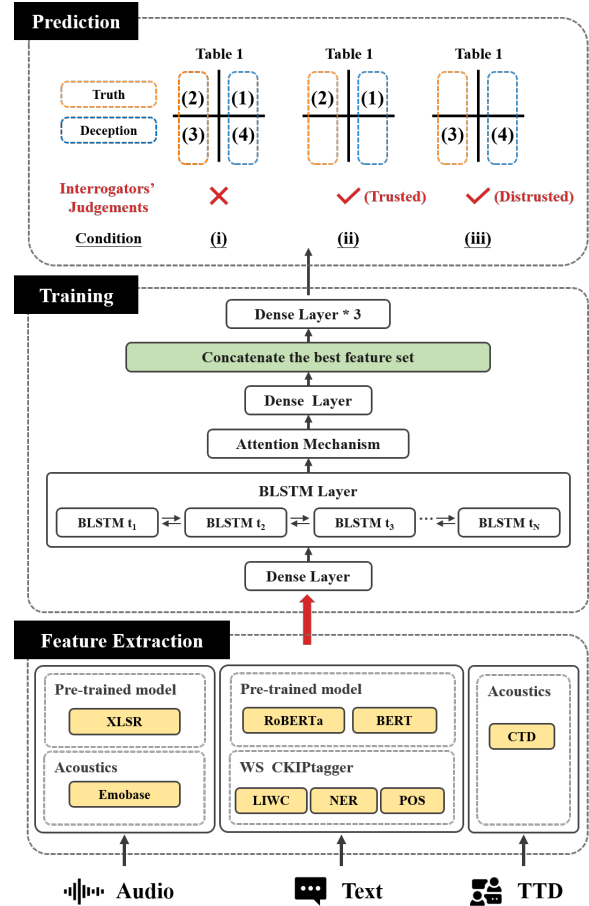 Prediction
Table 1 Table 1 Table 1
Truth
Deception
(2) (1) (2) (1)
(3) (4) (3) (4)
Interrogators'
Judgements
(Trusted) (Distrusted)
Condition (i) (ii) (iii)
Training
Dense Layer * 3
Concatenate the best feature set
Dense Layer
Attention Mechanism
BLSTM Layer
BLSTM t1 BLSTM t2 BLSTM t3 ... BLSTM tN
Dense Layer
Feature Extraction
Pre-trained model
XLSR
Acoustics
Emobase
Pre-trained model
RoBERTa BERT
WS CKIPtagger
LIWC NER POS
Acoustics
CTD
Audio Text TTD